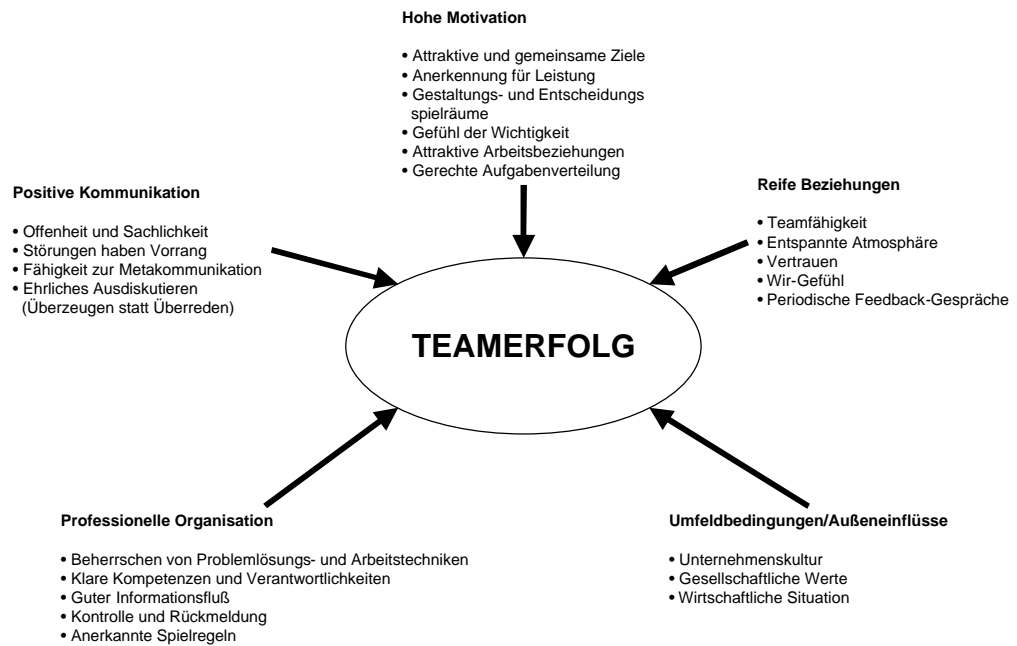 Hohe Motivation
• Attraktive und gemeinsame Ziele
• Anerkennung für Leistung
• Gestaltungs- und Entscheidungs
spielräume
• Gefühl der Wichtigkeit
• Attraktive Arbeitsbeziehungen
• Gerechte Aufgabenverteilung
Positive Kommunikation
• Offenheit und Sachlichkeit
• Störungen haben Vorrang
• Fähigkeit zur Metakommunikation
• Ehrliches Ausdiskutieren
(Überzeugen statt Überreden)
Reife Beziehungen
• Teamfähigkeit
• Entspannte Atmosphäre
• Vertrauen
• Wir-Gefühl
• Periodische Feedback-Gespräche
TEAMERFOLG
Professionelle Organisation
• Beherrschen von Problemlösungs- und Arbeitstechniken
• Klare Kompetenzen und Verantwortlichkeiten
• Guter Informationsfluß
• Kontrolle und Rückmeldung
• Anerkannte Spielregeln
Umfeldbedingungen/Außeneinflüsse
• Unternehmenskultur
• Gesellschaftliche Werte
• Wirtschaftliche Situation